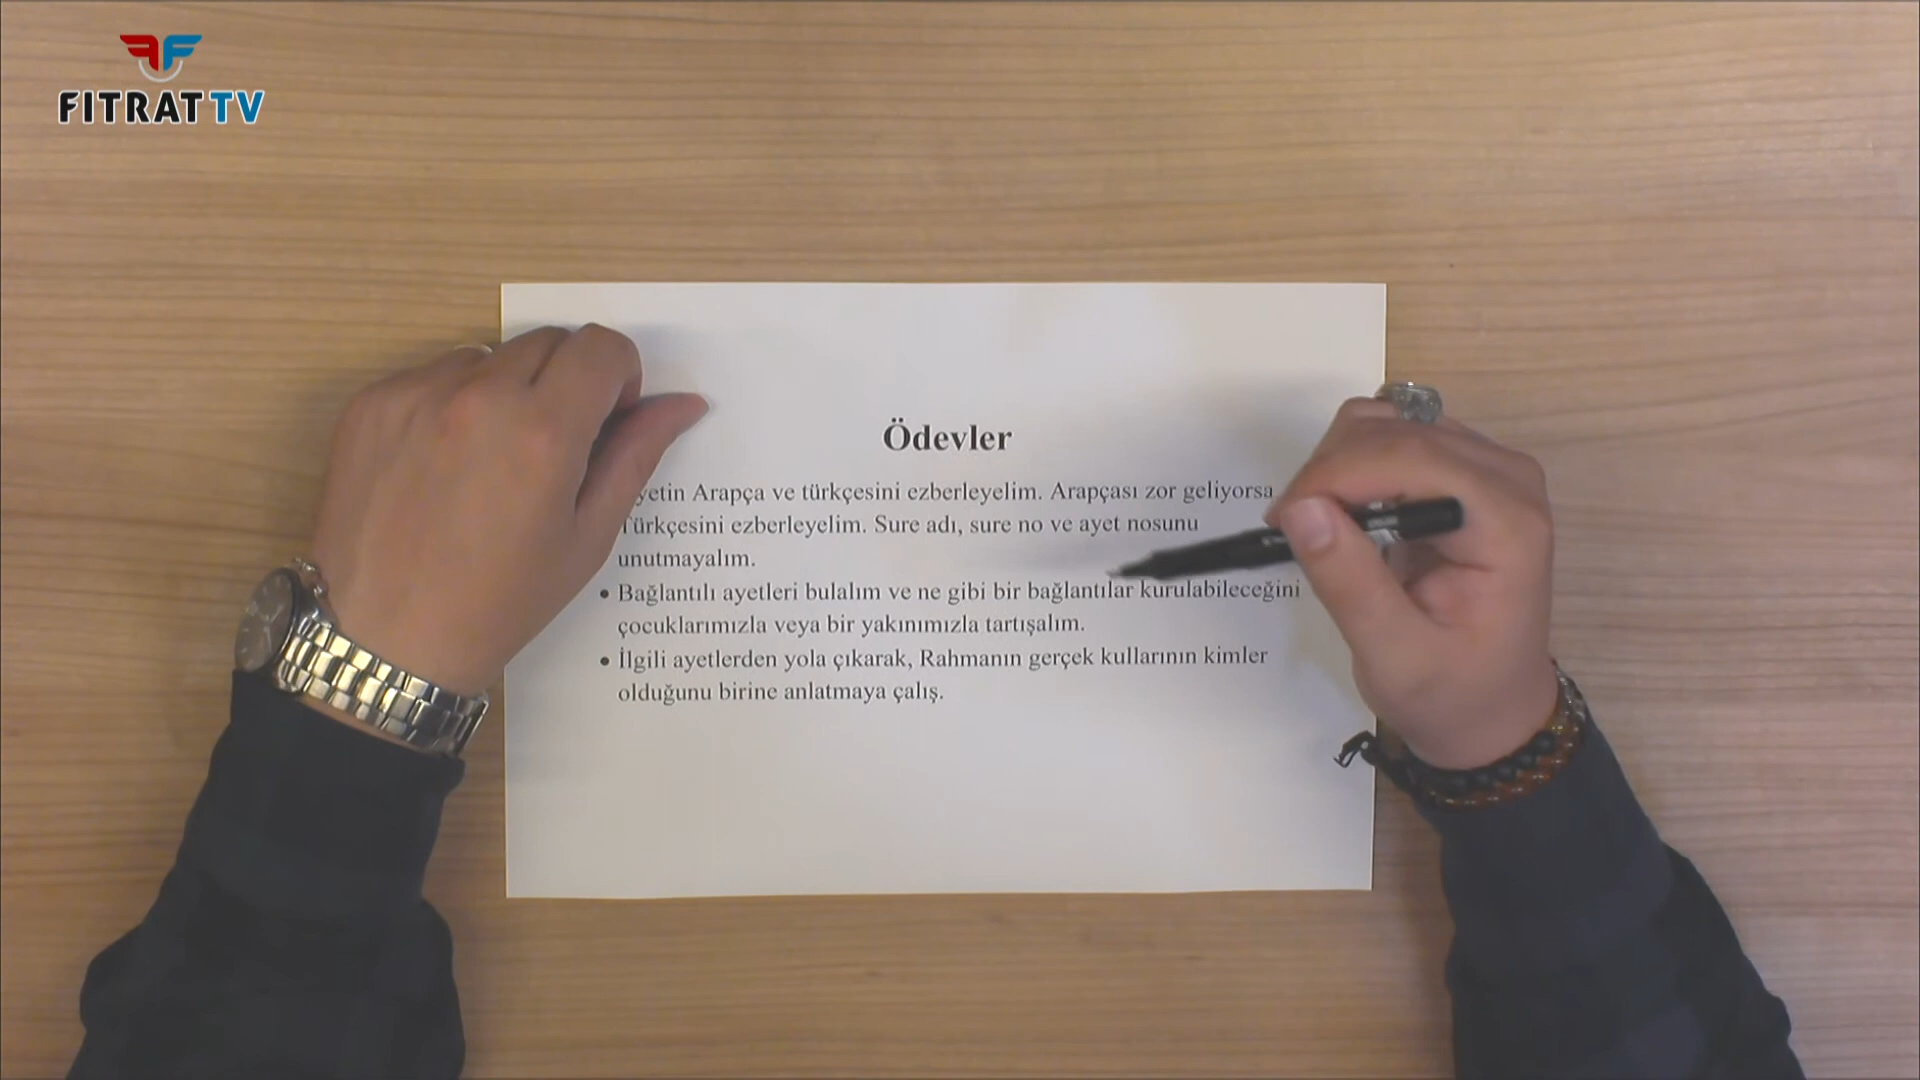 FITRAT TV
Ödevler
Arapça ve türkçesini ezberleyelim. Arapçası zor geliyorsa
Türkçesini ezberleyelim. Sure adı, sure no ve ayet nosunu
unutmayalım.
• Bağlantılı ayetleri bulalım ve ne gibi bir bağlantılar kurulabileceğini
çocuklarımızla veya bir yakınımızla tartışalım.
• İlgili ayetlerden yola çıkarak, Rahmanın gerçek kullarının kimler
olduğunu birine anlatmaya çalış.